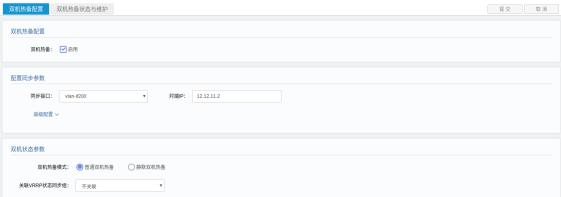 双机热备配置 双机热备状态与维护 提交 取消
双机热备配置
双机热备： 启用
配置同步参数
同步接口： vlan-if200 对端IP： 12.12.11.2
高级配置
双机状态参数
双机热备模式： 普通双机热备 静默双机热备
关联VRRP状态同步组： 不关联